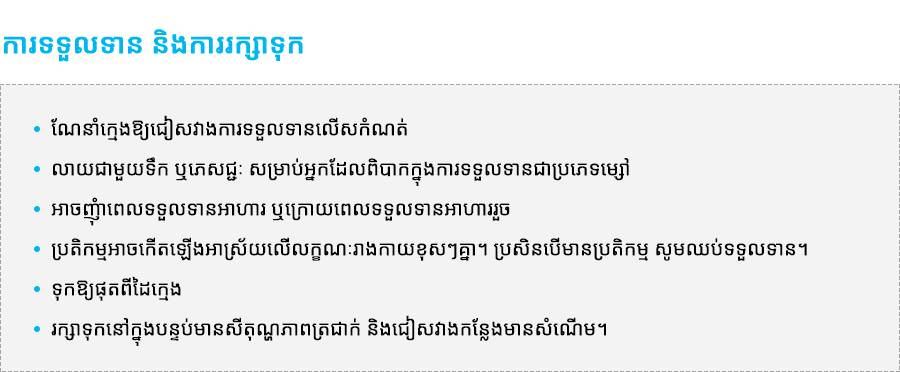 ការទទួលទាន និងការរក្សាទុក
ណែនាំក្មេងឱ្យជៀសវាងការទទួលទានលើសកំណត់
លាយជាមួយទឹក ឬភេសជ្ជៈ សម្រាប់អ្នកដែលពិបាកក្នុងការទទួលទានជាប្រភេទម្សៅ
អាចញ៉ាំពេលទទួលទានអាហារ ឬក្រោយពេលទទួលទានអាហាររួច
ប្រតិកម្មអាចកើតឡើងអាស្រ័យលើលក្ខណៈរាងកាយខុសៗគ្នា។ ប្រសិនបើមានប្រតិកម្ម សូមឈប់ទទួលទាន។
ទុកឱ្យផុតពីដៃក្មេង
រក្សាទុកនៅក្នុងបន្ទប់មានសីតុណ្ហភាពត្រជាក់ និងជៀសវាងកន្លែងមានសំណើម។